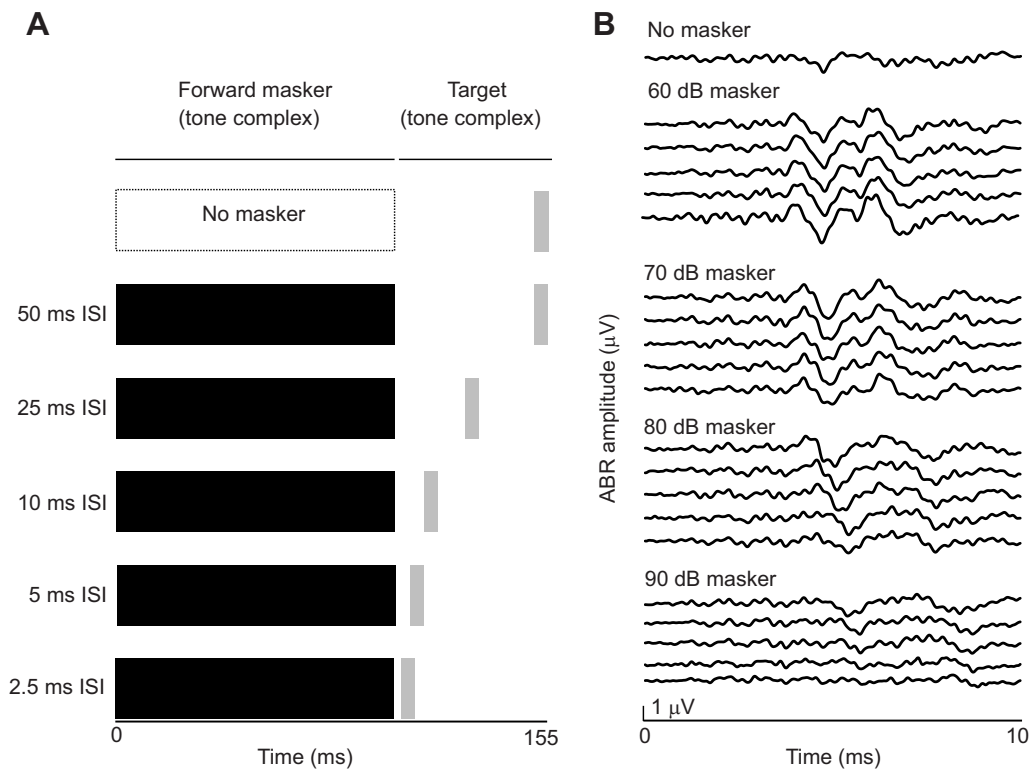 A
Forward masker
(tone complex)
Target
(tone complex)
No masker
50 ms ISI
25 ms ISI
10 ms ISI
5 ms ISI
2.5 ms ISI
0
155
Time (ms)
B
No masker
60 dB masker
70 dB masker
80 dB masker
90 dB masker
ABR amplitude (μV)
1 μV
0
10
Time (ms)